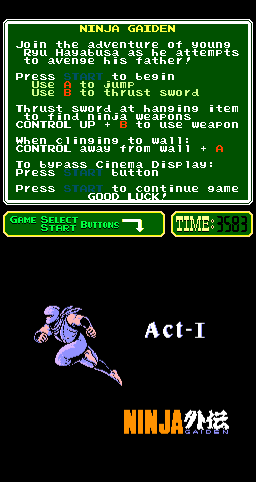 NINJA GAIDEN
Join the adventure of young
Ryu Hayabusa as he attempts
to avenge his father!
Press START to begin
Use A to jump
Use B to thrust sword
Thrust sword at hanging item
to find ninja weapons
CONTROL UP + B to use weapon
When clinging to wall:
CONTROL away from wall + A
To bypass Cinema Display:
Press START button
Press START to continue game
GOOD LUCK!
GAME SELECT
START BUTTONS
TIME: 3583
Act-I
NINJA外伝
GAIDEN